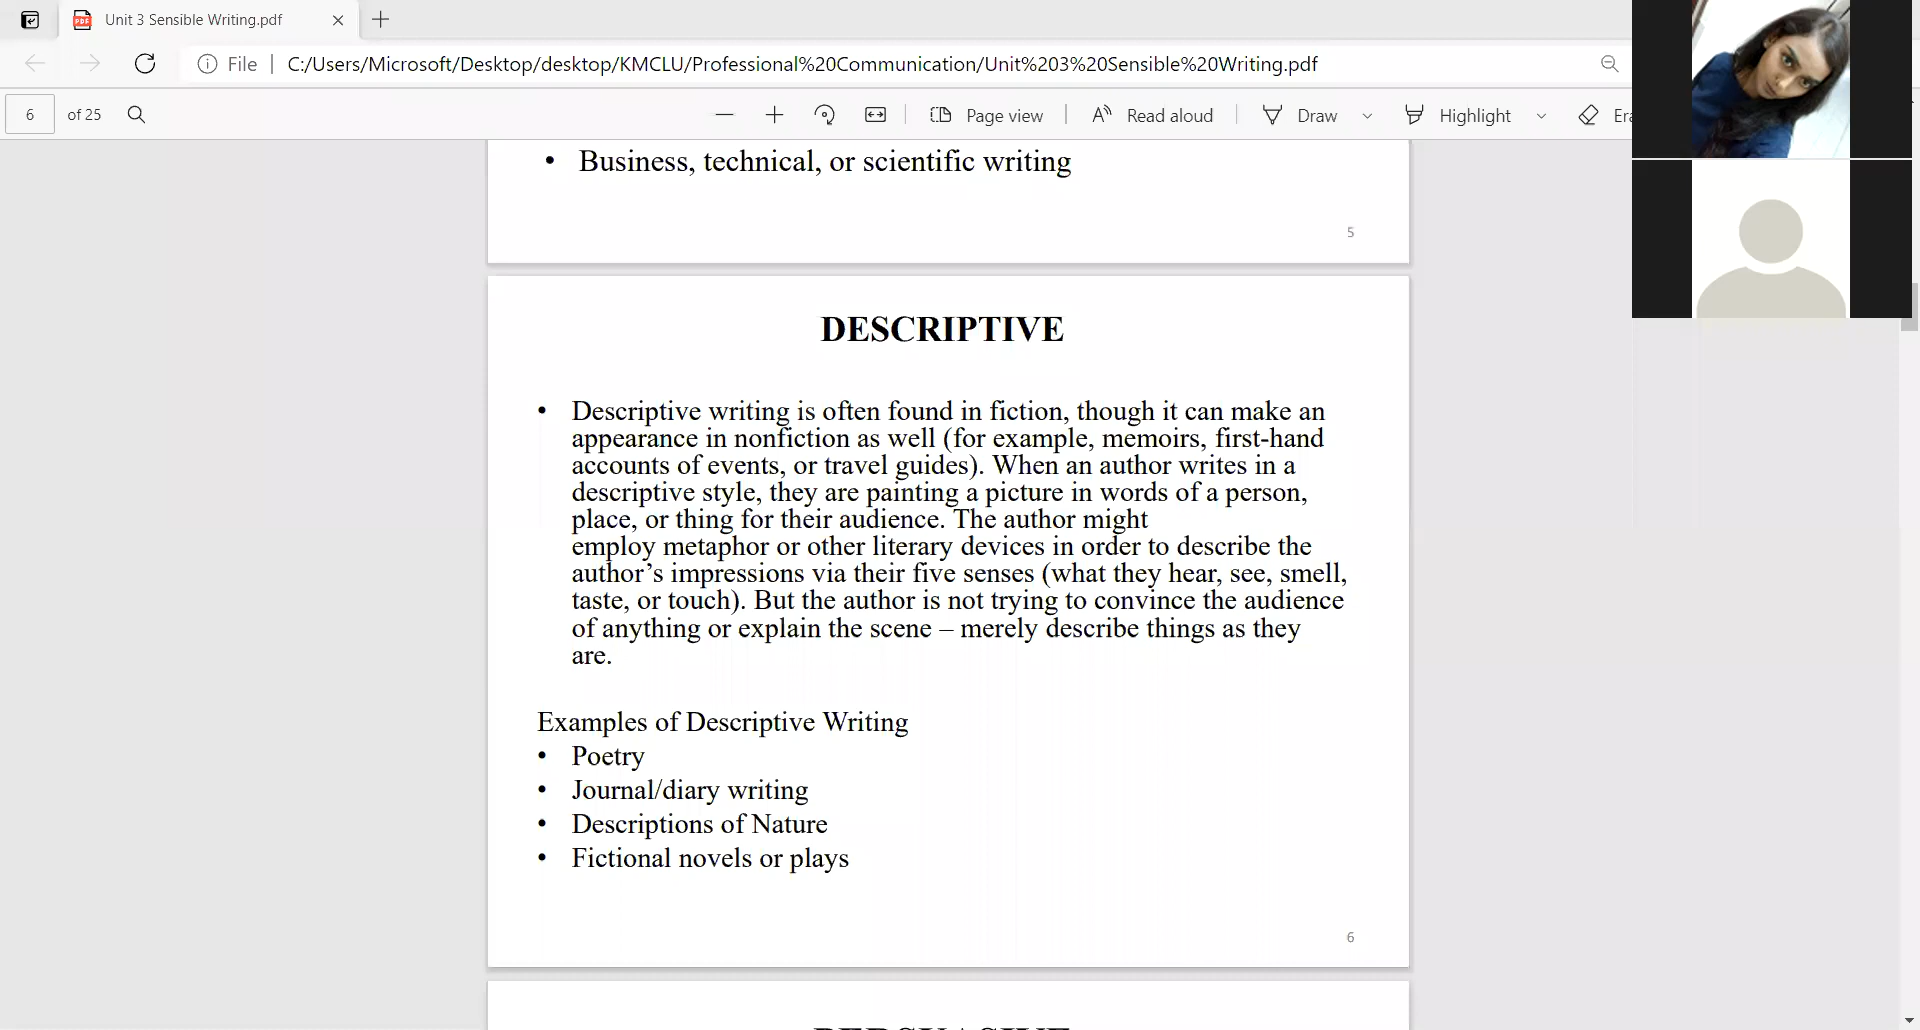 Unit 3 Sensible Writing.pdf
File
C:/Users/Microsoft/Desktop/desktop/KMCLU/Professional%20Communication/Unit%203%20Sensible%20Writing.pdf
6 of 25
Page view
Read aloud
Draw
Highlight
Era
• Business, technical, or scientific writing
5
DESCRIPTIVE
• Descriptive writing is often found in fiction, though it can make an
appearance in nonfiction as well (for example, memoirs, first-hand
accounts of events, or travel guides). When an author writes in a
descriptive style, they are painting a picture in words of a person,
place, or thing for their audience. The author might
employ metaphor or other literary devices in order to describe the
author’s impressions via their five senses (what they hear, see, smell,
taste, or touch). But the author is not trying to convince the audience
of anything or explain the scene – merely describe things as they
are.
Examples of Descriptive Writing
• Poetry
• Journal/diary writing
• Descriptions of Nature
• Fictional novels or plays
6